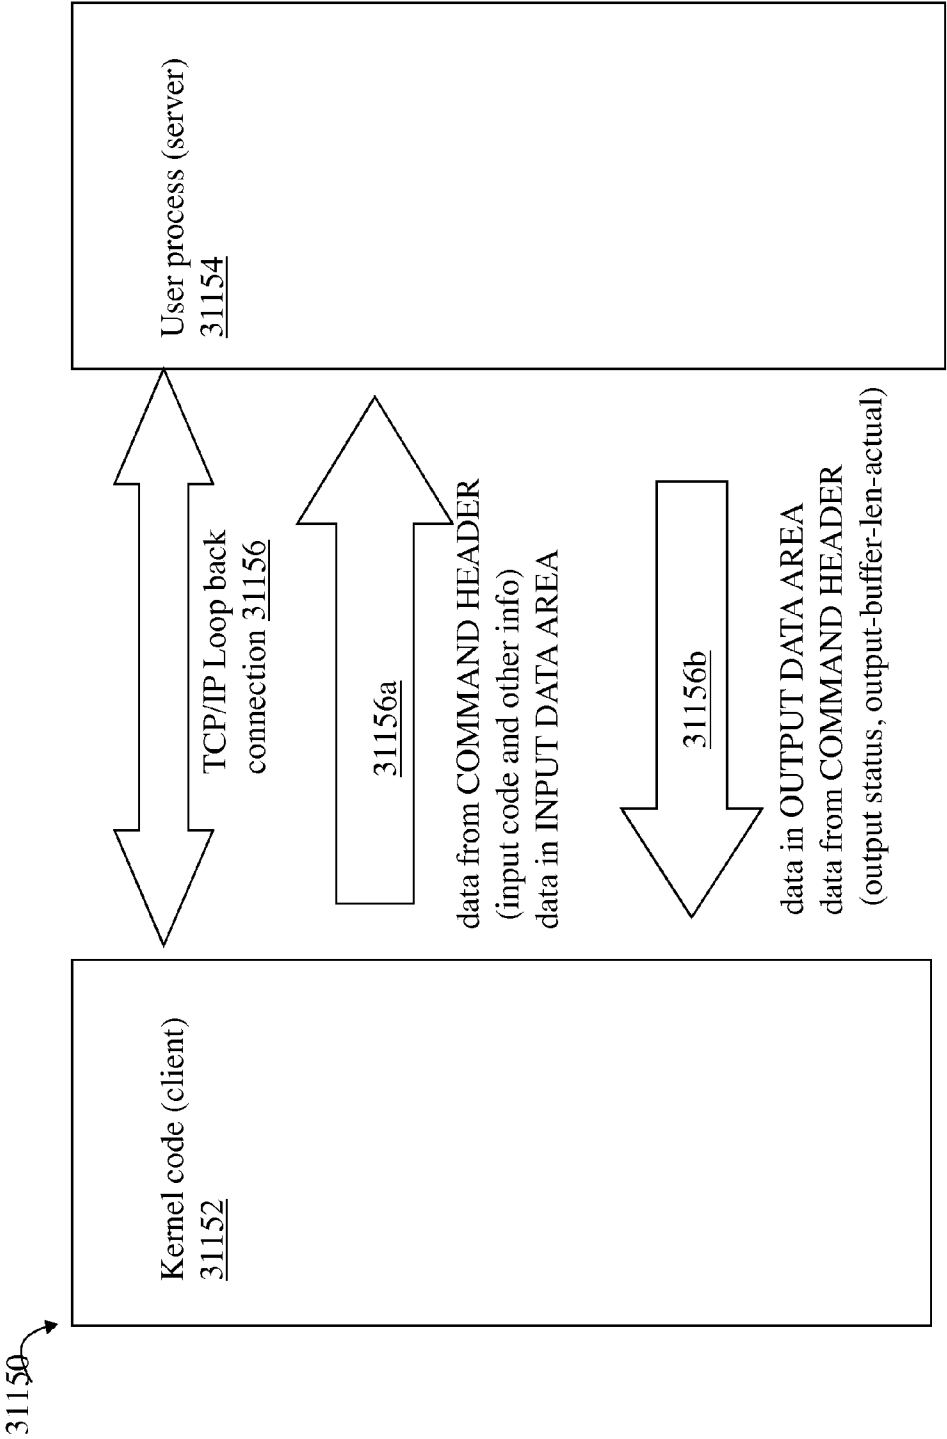 31150
Kernel code (client)
31152
TCP/IP Loop back
connection 31156
31156a
data from COMMAND HEADER
(input code and other info)
data in INPUT DATA AREA
31156b
data in OUTPUT DATA AREA
data from COMMAND HEADER
(output status, output-buffer-len-actual)
User process (server)
31154